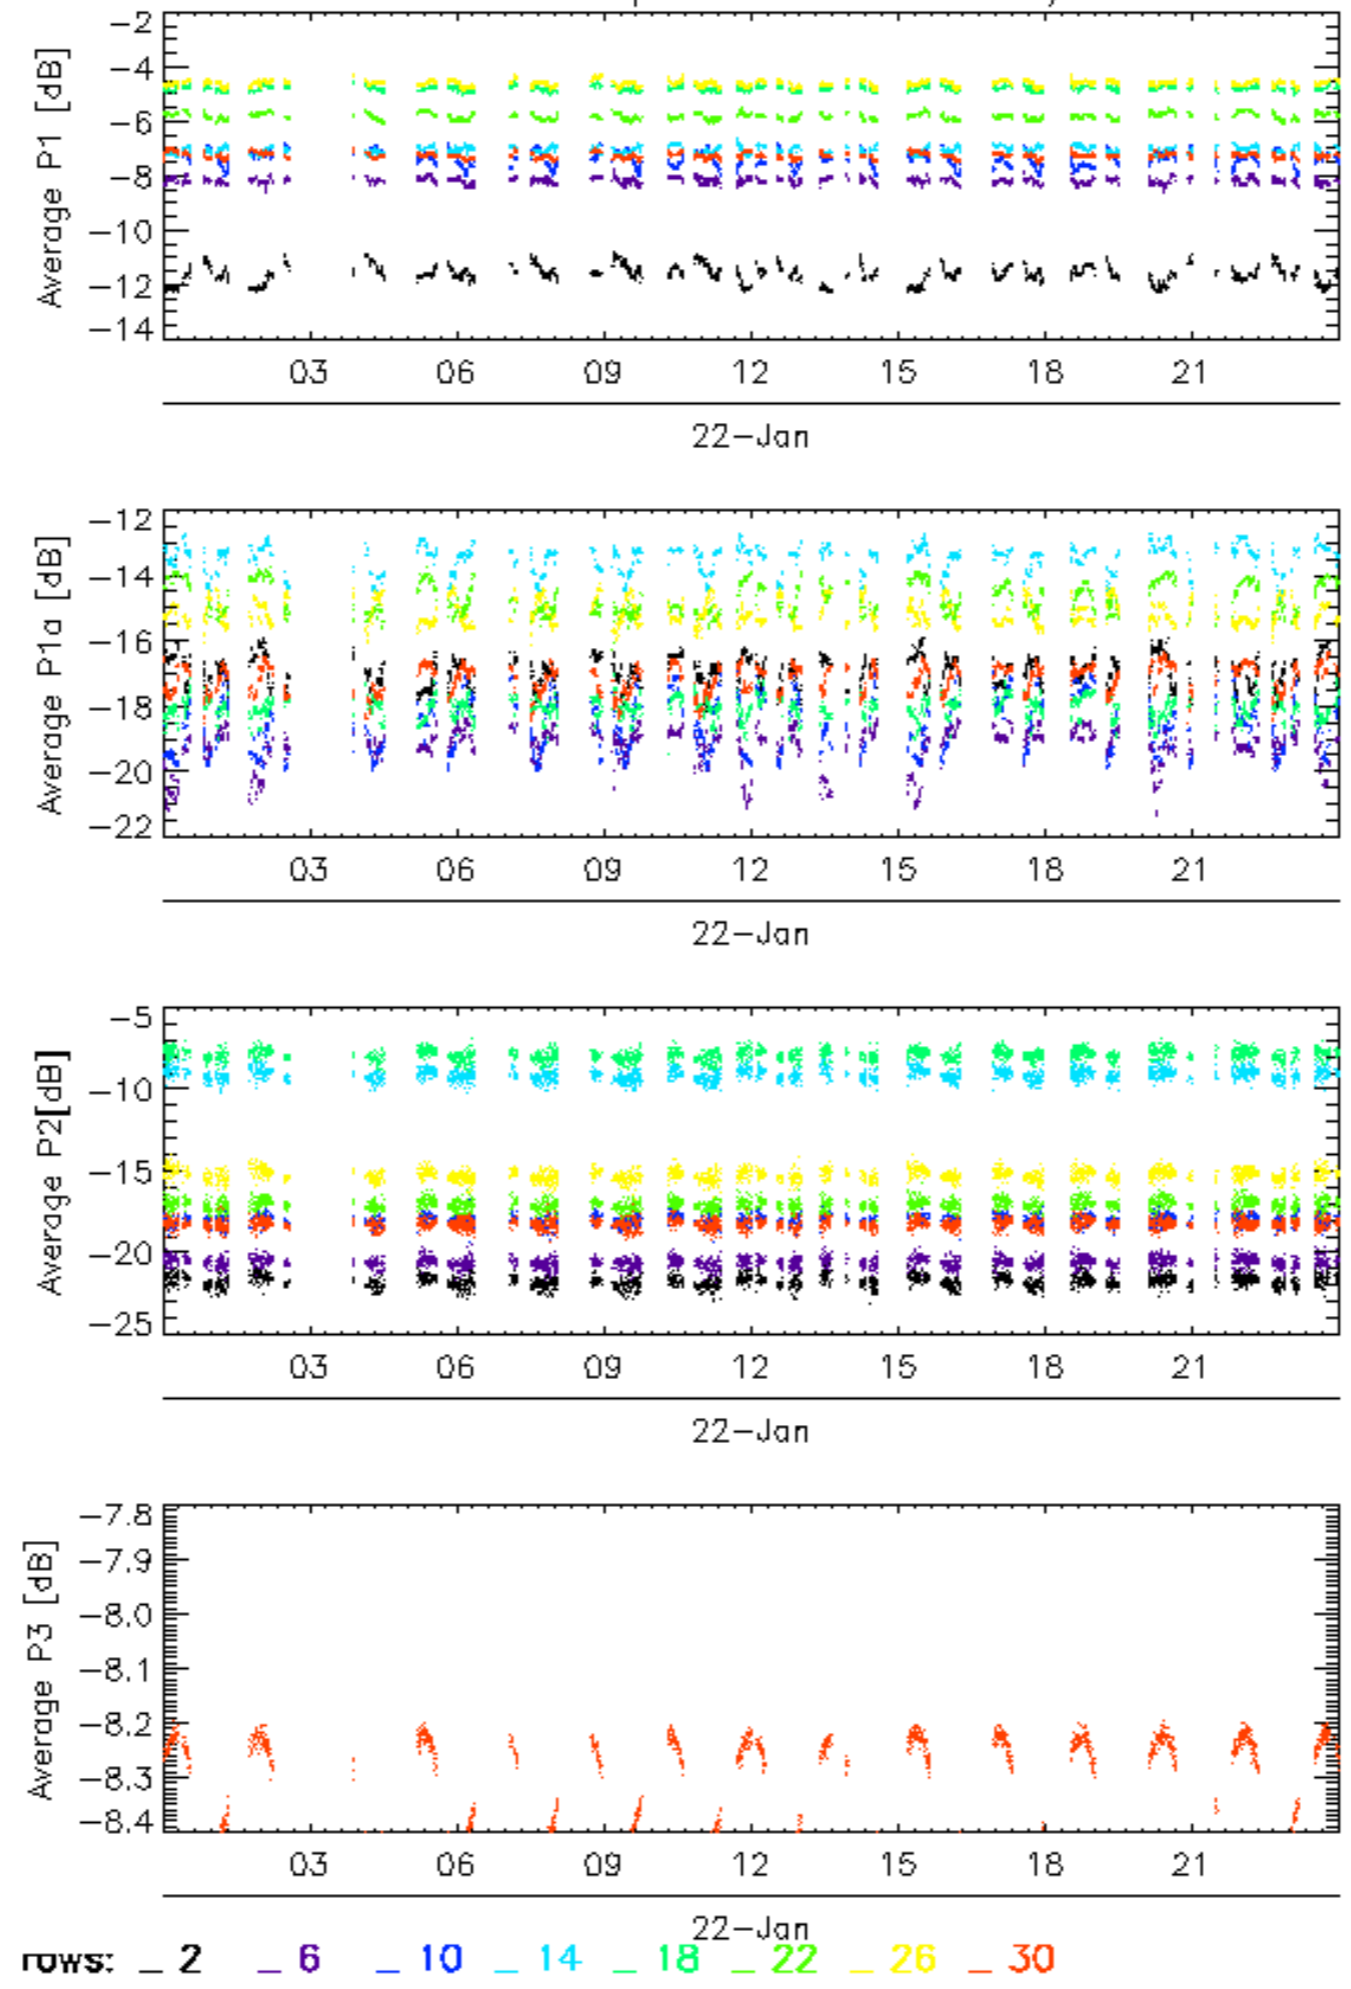 Average P1 [dB]
-2
-4
-6
-8
-10
-12
-14
03 06 09 12 15 18 21
22-Jan
Average P1a [dB]
-12
-14
-16
-18
-20
-22
03 06 09 12 15 18 21
22-Jan
Average P2[dB]
-5
-10
-15
-20
-25
03 06 09 12 15 18 21
22-Jan
Average P3 [dB]
-7.8
-7.9
-8.0
-8.1
-8.2
-8.3
-8.4
03 06 09 12 15 18 21
22-Jan
rows: _ 2 _ 6 _ 10 _ 14 _ 18 _ 22 _ 26 _ 30